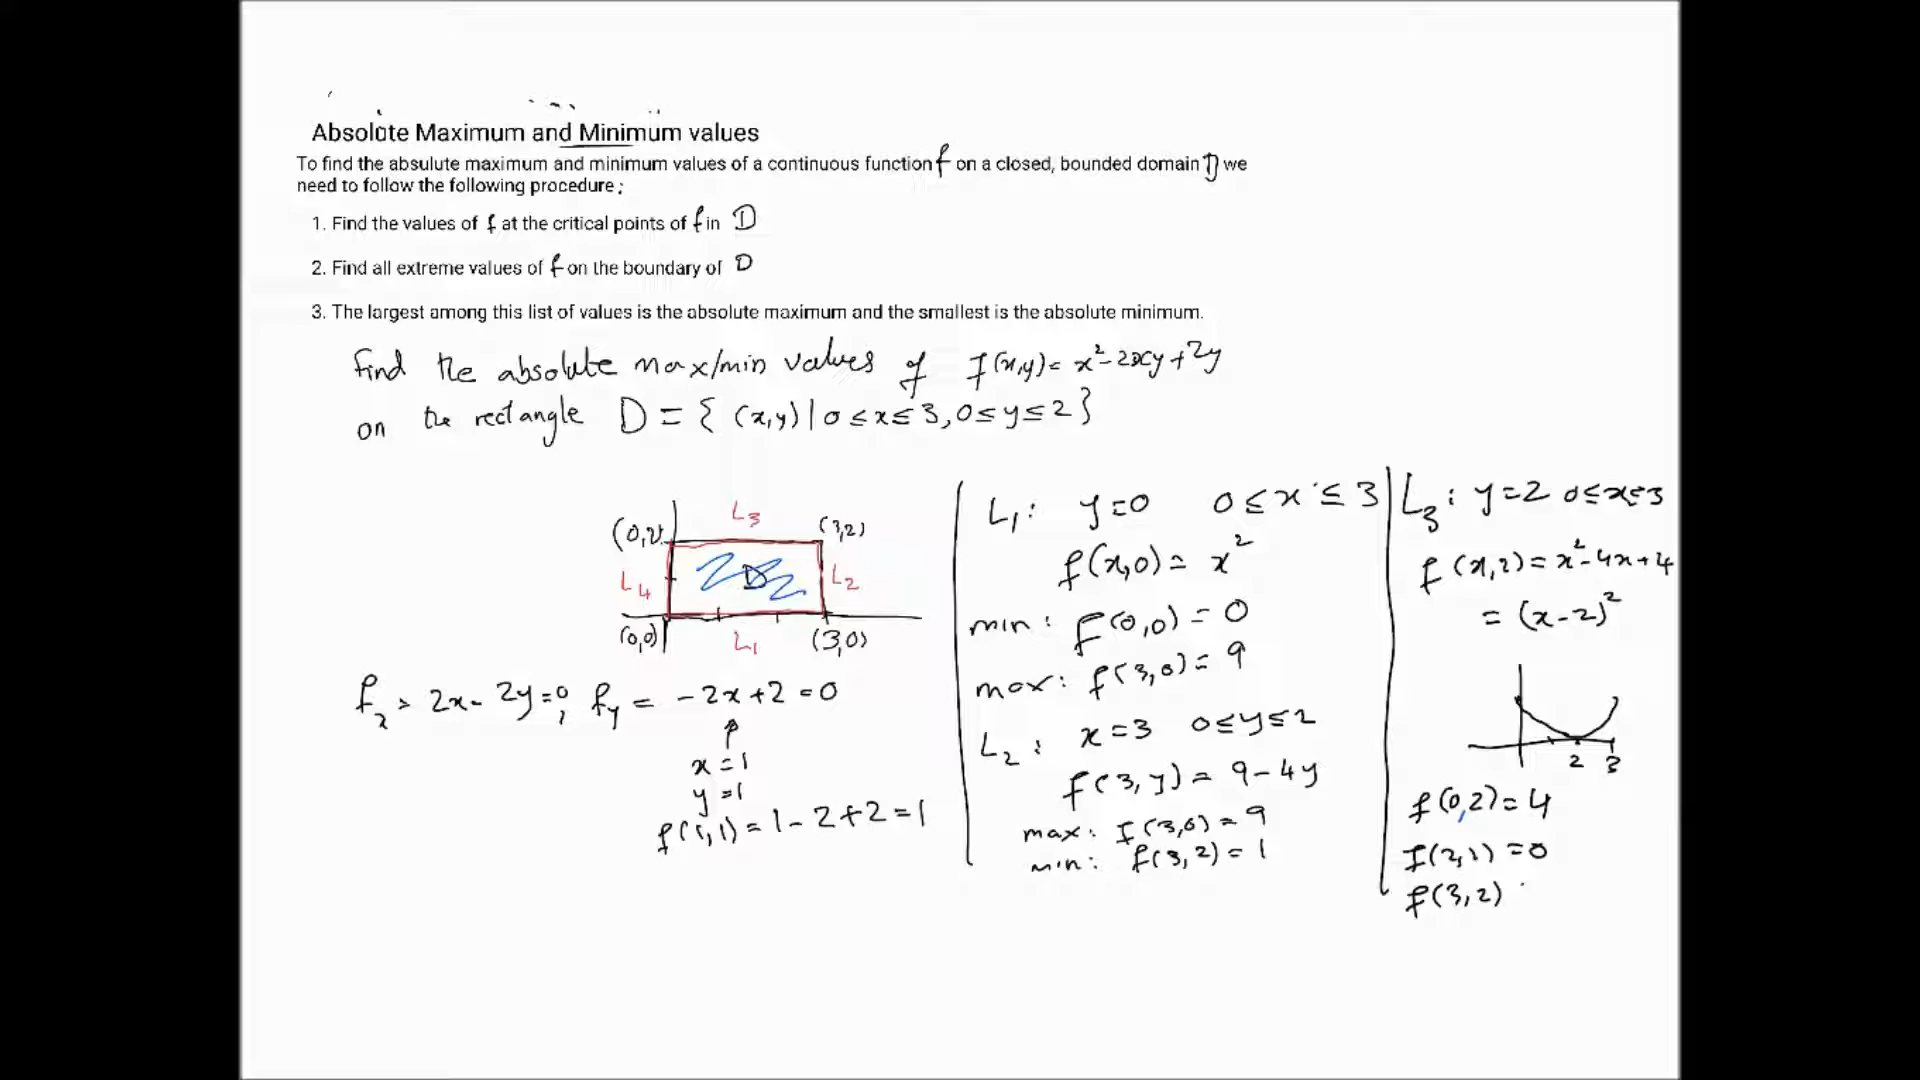 Absolute Maximum and Minimum values
To find the absulute maximum and minimum values of a continuous function f on a closed, bounded domain D we
need to follow the following procedure;
1. Find the values of f at the critical points of f in D
2. Find all extreme values of f on the boundary of D
3. The largest among this list of values is the absolute maximum and the smallest is the absolute minimum.
Find the absolute max/min values of f(x,y)= x²-2xy+2y
on the rectangle D = { (x,y) | 0≤x≤3, 0≤y≤2 }
L3
(0,2) (3,2)
L4 D L2
(0,0) L1 (3,0)
fx = 2x-2y=0, fy = -2x+2=0
x=1
y=1
f(1,1)=1-2+2=1
L1: y=0 0≤x≤3
f(x,0)= x²
min: f(0,0)=0
max: f(3,0)=9
L2: x=3 0≤y≤2
f(3,y)= 9-4y
max: f(3,0)=9
min: f(3,2)=1
L3: y=2 0≤x≤3
f(x,2)=x²-4x+4
= (x-2)²
2 3
f(0,2)=4
f(2,2)=0
f(3,2)